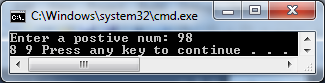 C:\Windows\system32\cmd.exe
Enter a postive num: 98
8 9 Press any key to continue . . .